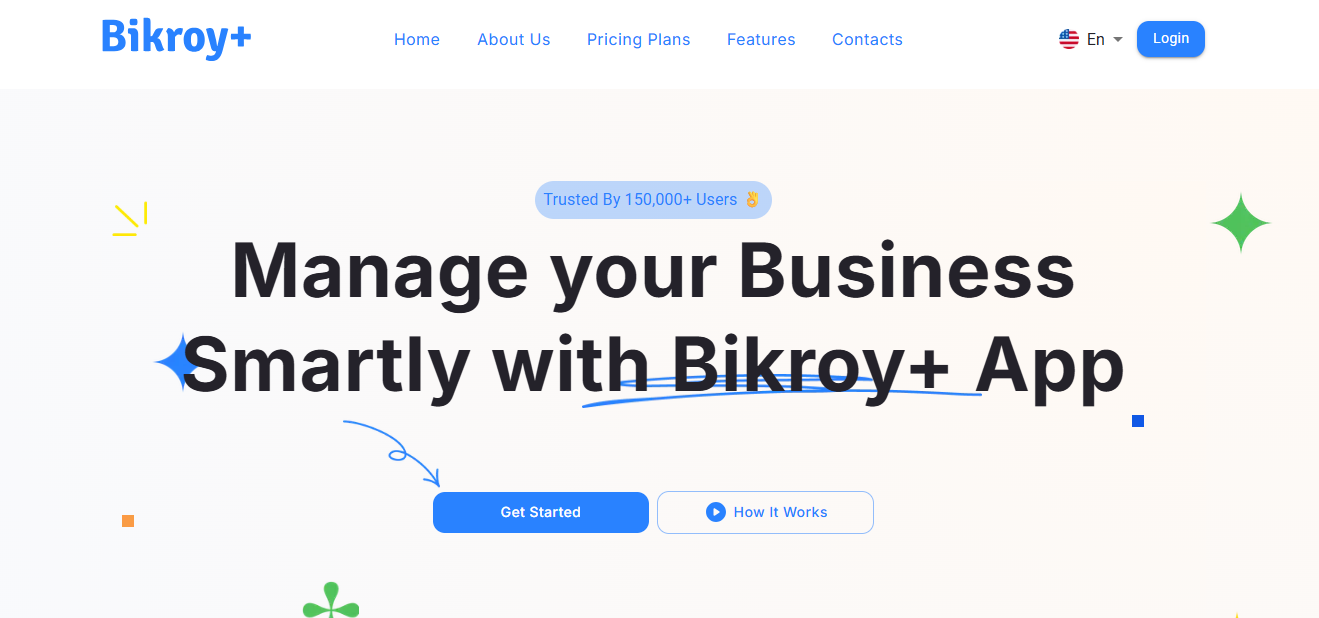 Bikroy+
Home About Us Pricing Plans Features Contacts
En
Login
Trusted By 150,000+ Users ✌️
Manage your Business
Smartly with Bikroy+ App
Get Started
How It Works